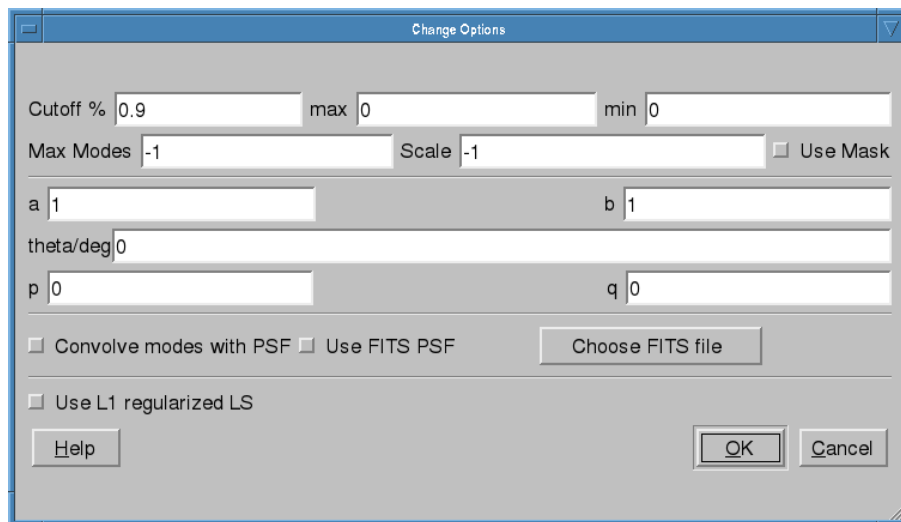 Change Options
Cutoff % 0.9 max 0 min 0
Max Modes -1 Scale -1 Use Mask
a 1 b 1
theta/deg 0
p 0 q 0
Convolve modes with PSF Use FITS PSF Choose FITS file
Use L1 regularized LS
Help OK Cancel